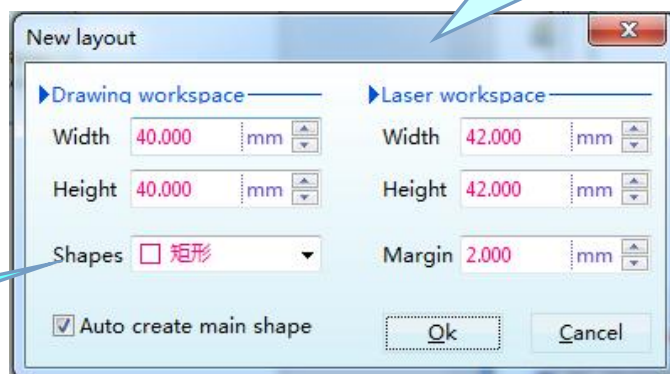 New layout
Drawing workspace
Width 40.000 mm
Height 40.000 mm
Shapes 矩形
Auto create main shape
Laser workspace
Width 42.000 mm
Height 42.000 mm
Margin 2.000 mm
Ok Cancel